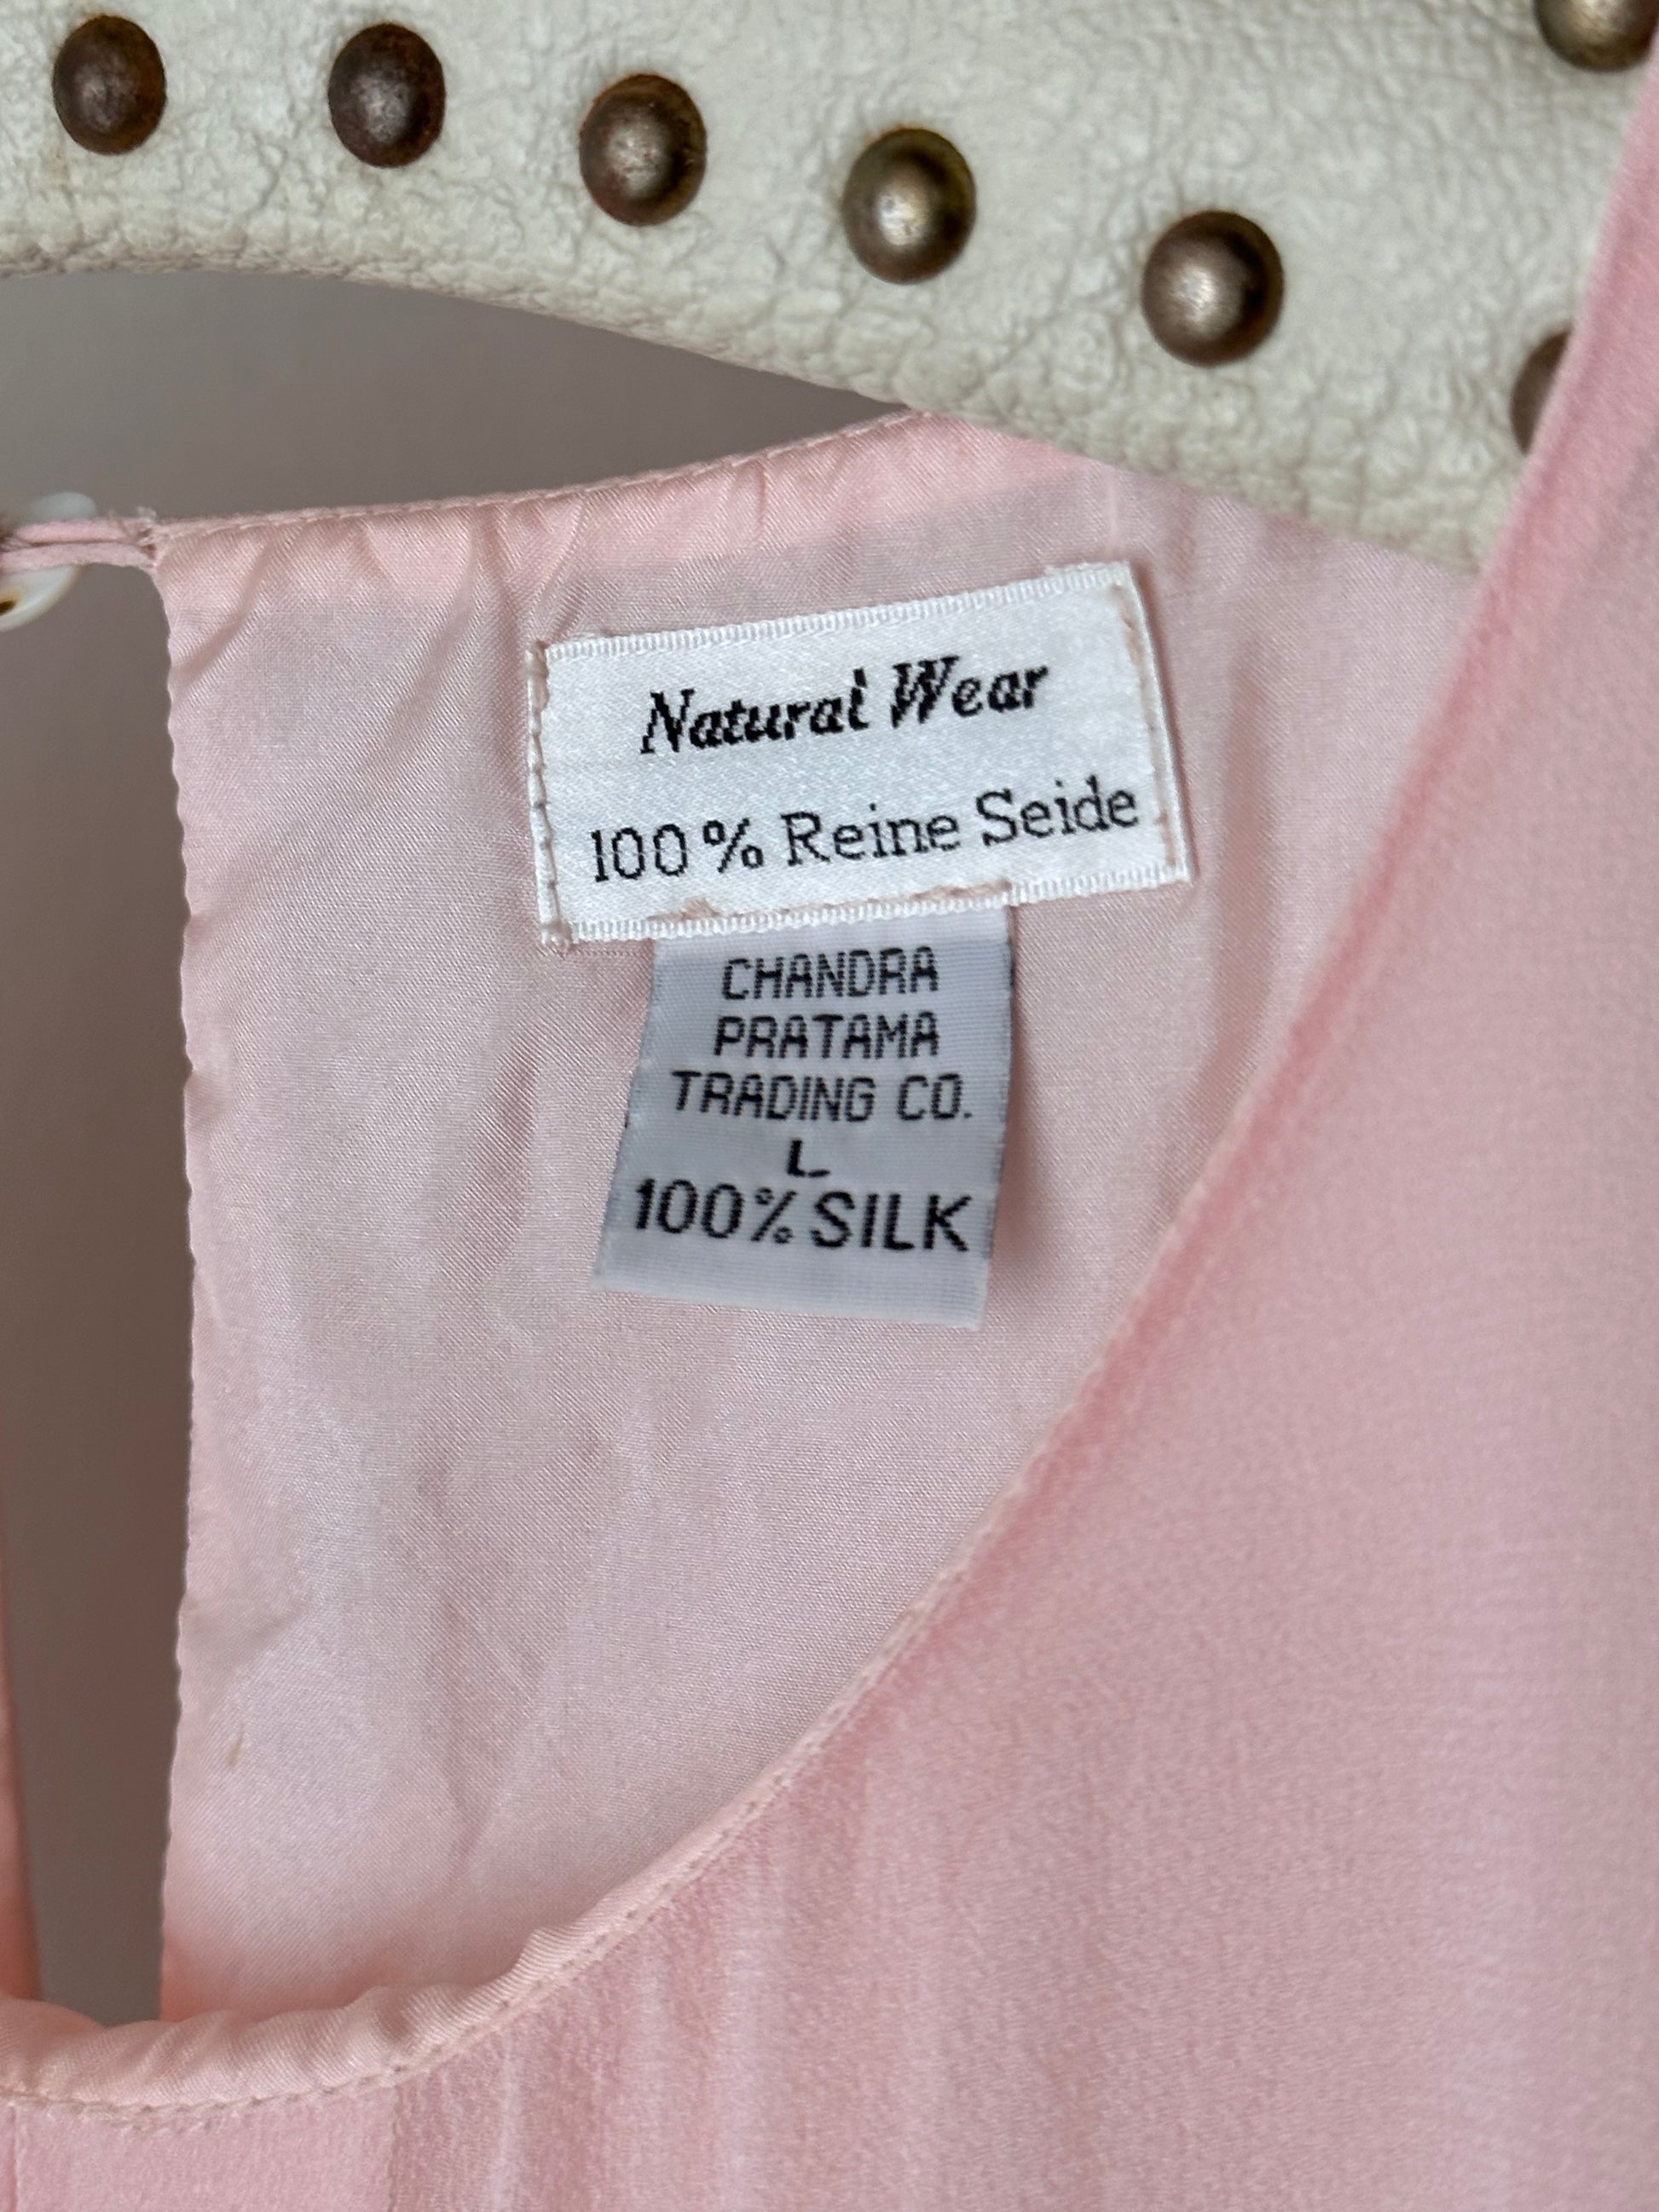 Natural Wear
100% Reine Seide
CHANDRA
PRATAMA
TRADING CO.
L
100% SILK